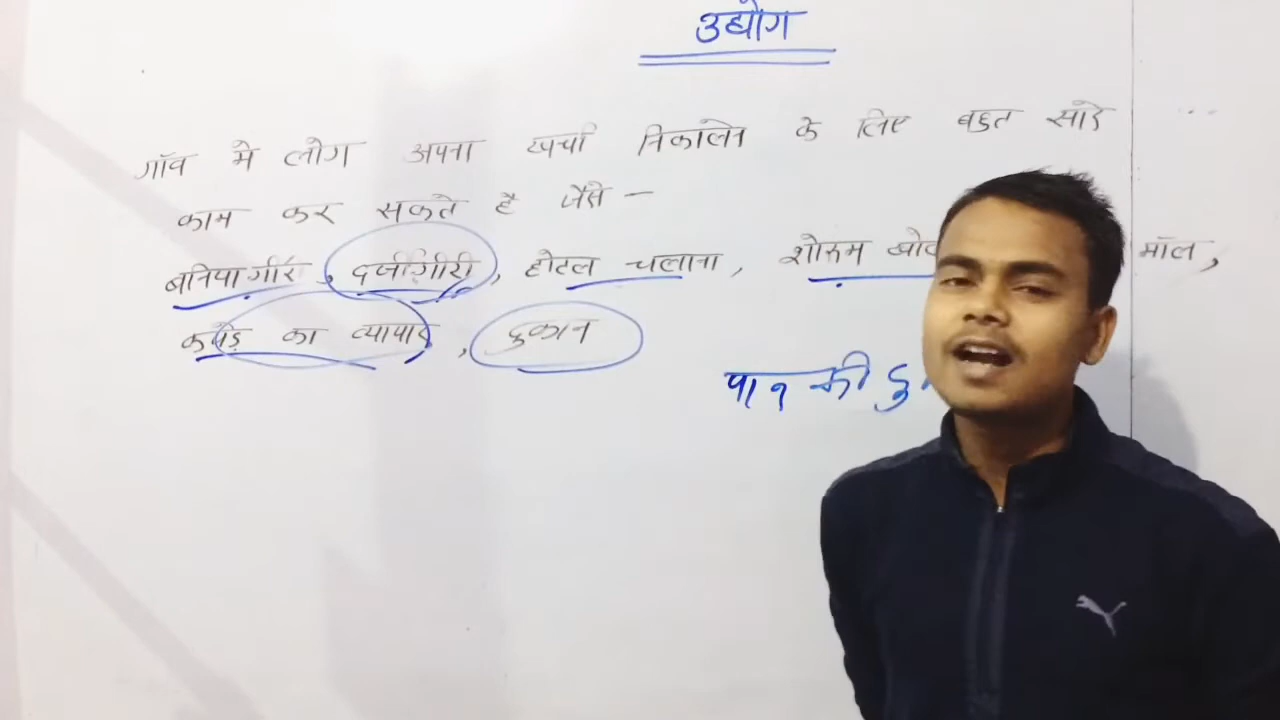 उद्योग
गाँव मे लोग अपना खर्चा निकालने के लिए बहुत सारे ...
काम कर सकते है जैसे –
बनियागीर, दर्जीगीरी, होटल चलाना, शोरुम मॉल,
कपड़े का व्यापार, दुकान
पान की